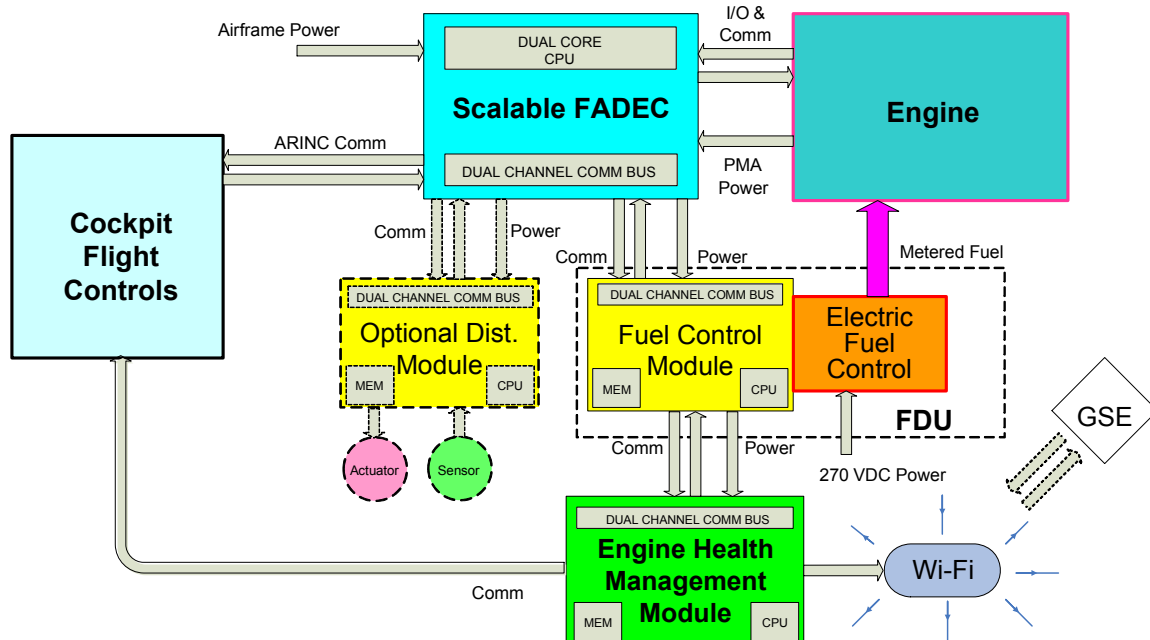 Airframe Power
DUAL CORE
CPU
I/O &
Comm
Scalable FADEC
Engine
ARINC Comm
DUAL CHANNEL COMM BUS
PMA
Power
Cockpit
Flight
Controls
Comm
Power
Comm
Power
Metered Fuel
DUAL CHANNEL COMM BUS
Optional Dist.
Module
MEM
CPU
DUAL CHANNEL COMM BUS
Fuel Control
Module
MEM
CPU
Electric
Fuel
Control
FDU
GSE
Actuator
Sensor
Comm
Power
270 VDC Power
DUAL CHANNEL COMM BUS
Engine Health
Management
Module
MEM
CPU
Wi-Fi
Comm